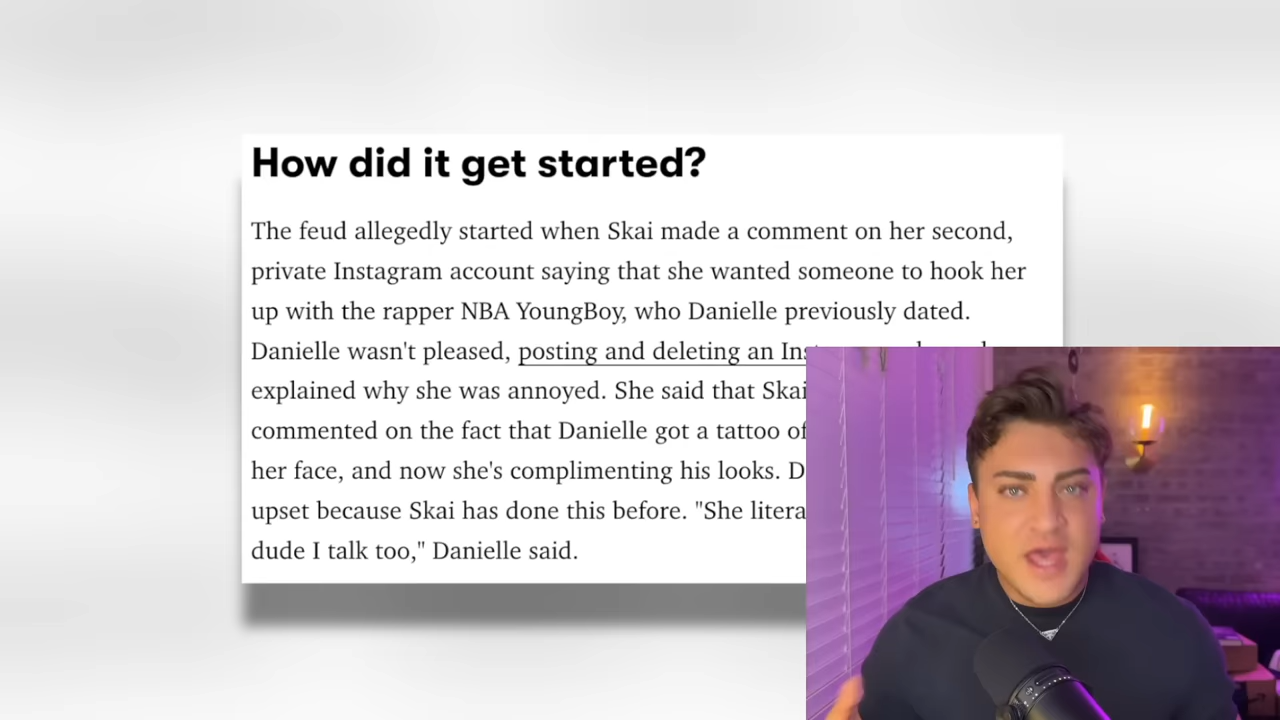 How did it get started?
The feud allegedly started when Skai made a comment on her second,
private Instagram account saying that she wanted someone to hook her
up with the rapper NBA YoungBoy, who Danielle previously dated.
Danielle wasn't pleased, posting and deleting an
explained why she was annoyed. She said that Skai
commented on the fact that Danielle got a tattoo of
her face, and now she's complimenting his looks.
upset because Skai has done this before. "She
dude I talk too," Danielle said.